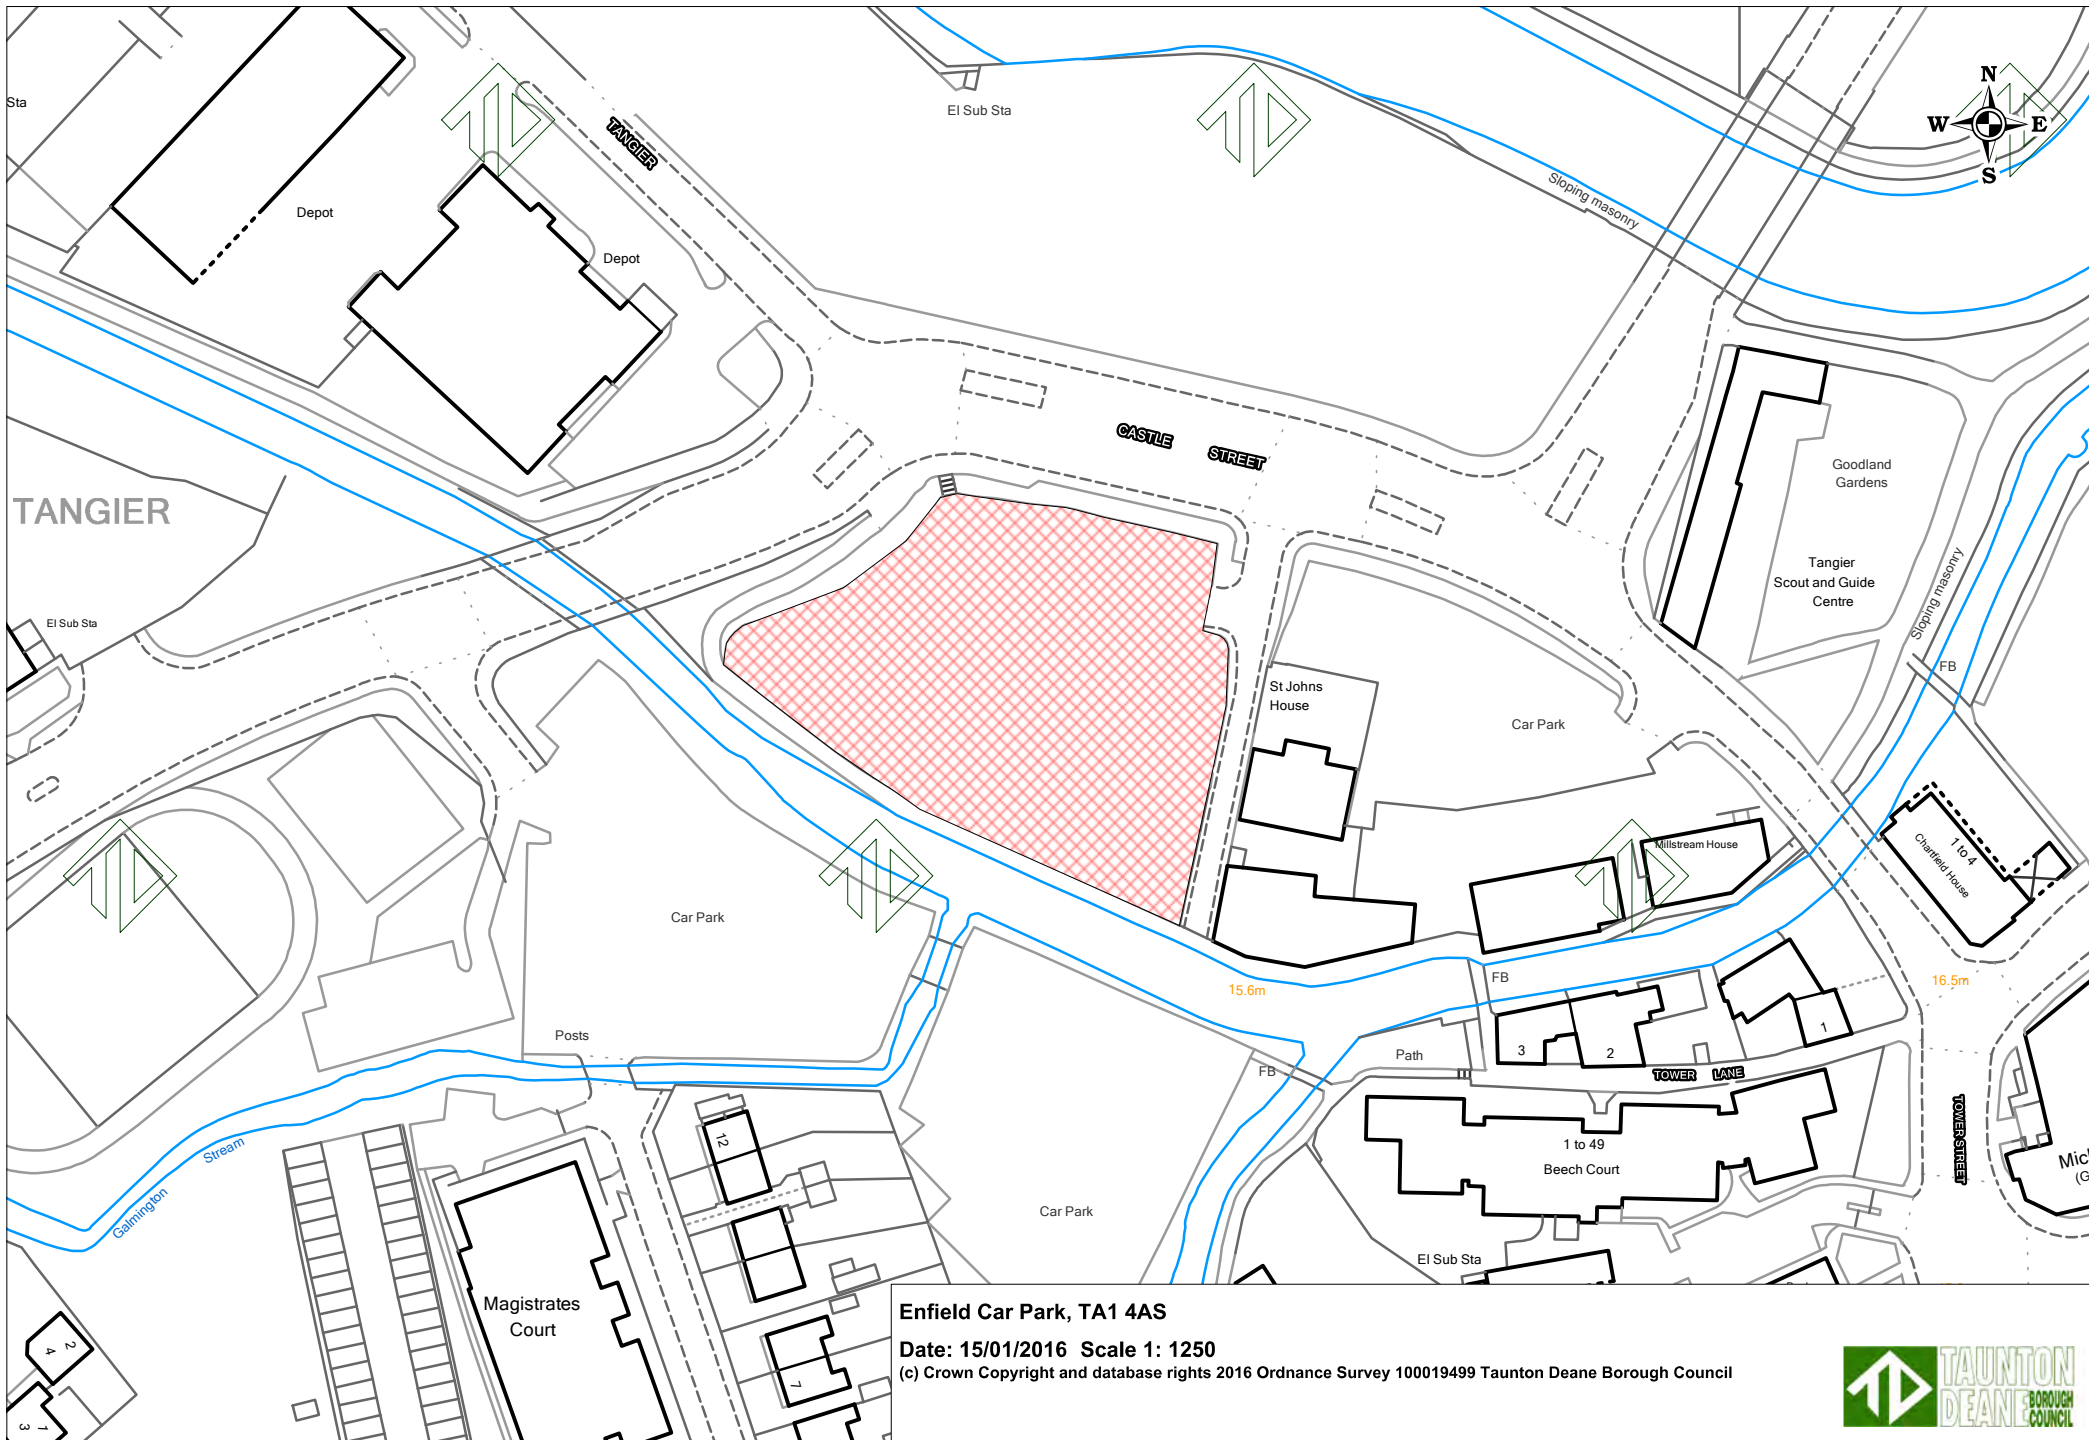 Sta
El Sub Sta
N
W
E
S
TANGIER
Sloping masonry
Depot
Depot
CASTLE STREET
Goodland
Gardens
TANGIER
Tangier
Scout and Guide
Centre
Sloping masonry
El Sub Sta
FB
St Johns
House
Car Park
Millstream House
1 to 4
Chartfield House
Car Park
FB
15.6m
16.5m
Posts
Path
3
2
1
FB
TOWER LANE
TOWER STREET
12
Stream
1 to 49
Beech Court
Galmington
Car Park
El Sub Sta
Magistrates
Court
7
2
4
1
3
Enfield Car Park, TA1 4AS
Date: 15/01/2016 Scale 1: 1250
(c) Crown Copyright and database rights 2016 Ordnance Survey 100019499 Taunton Deane Borough Council
TD
TAUNTON
DEANE
BOROUGH
COUNCIL